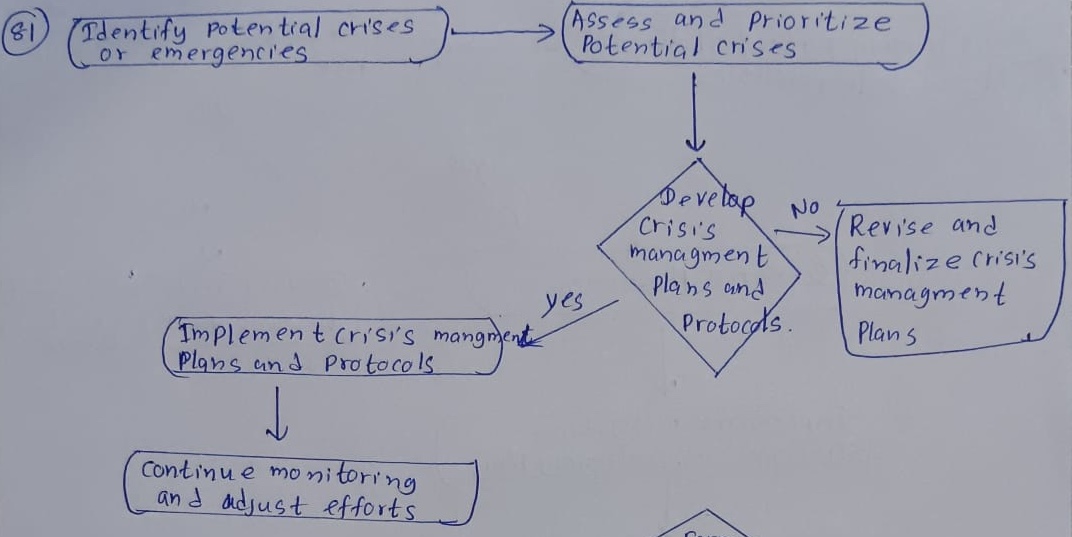 81
Identify potential crises
or emergencies
Assess and prioritize
Potential crises
Develop
Crisis
managment
Plans and
Protocols.
No
Revise and
finalize crisis
managment
Plans
yes
Implement crisis mangment
Plans and Protocols
Continue monitoring
and adjust efforts